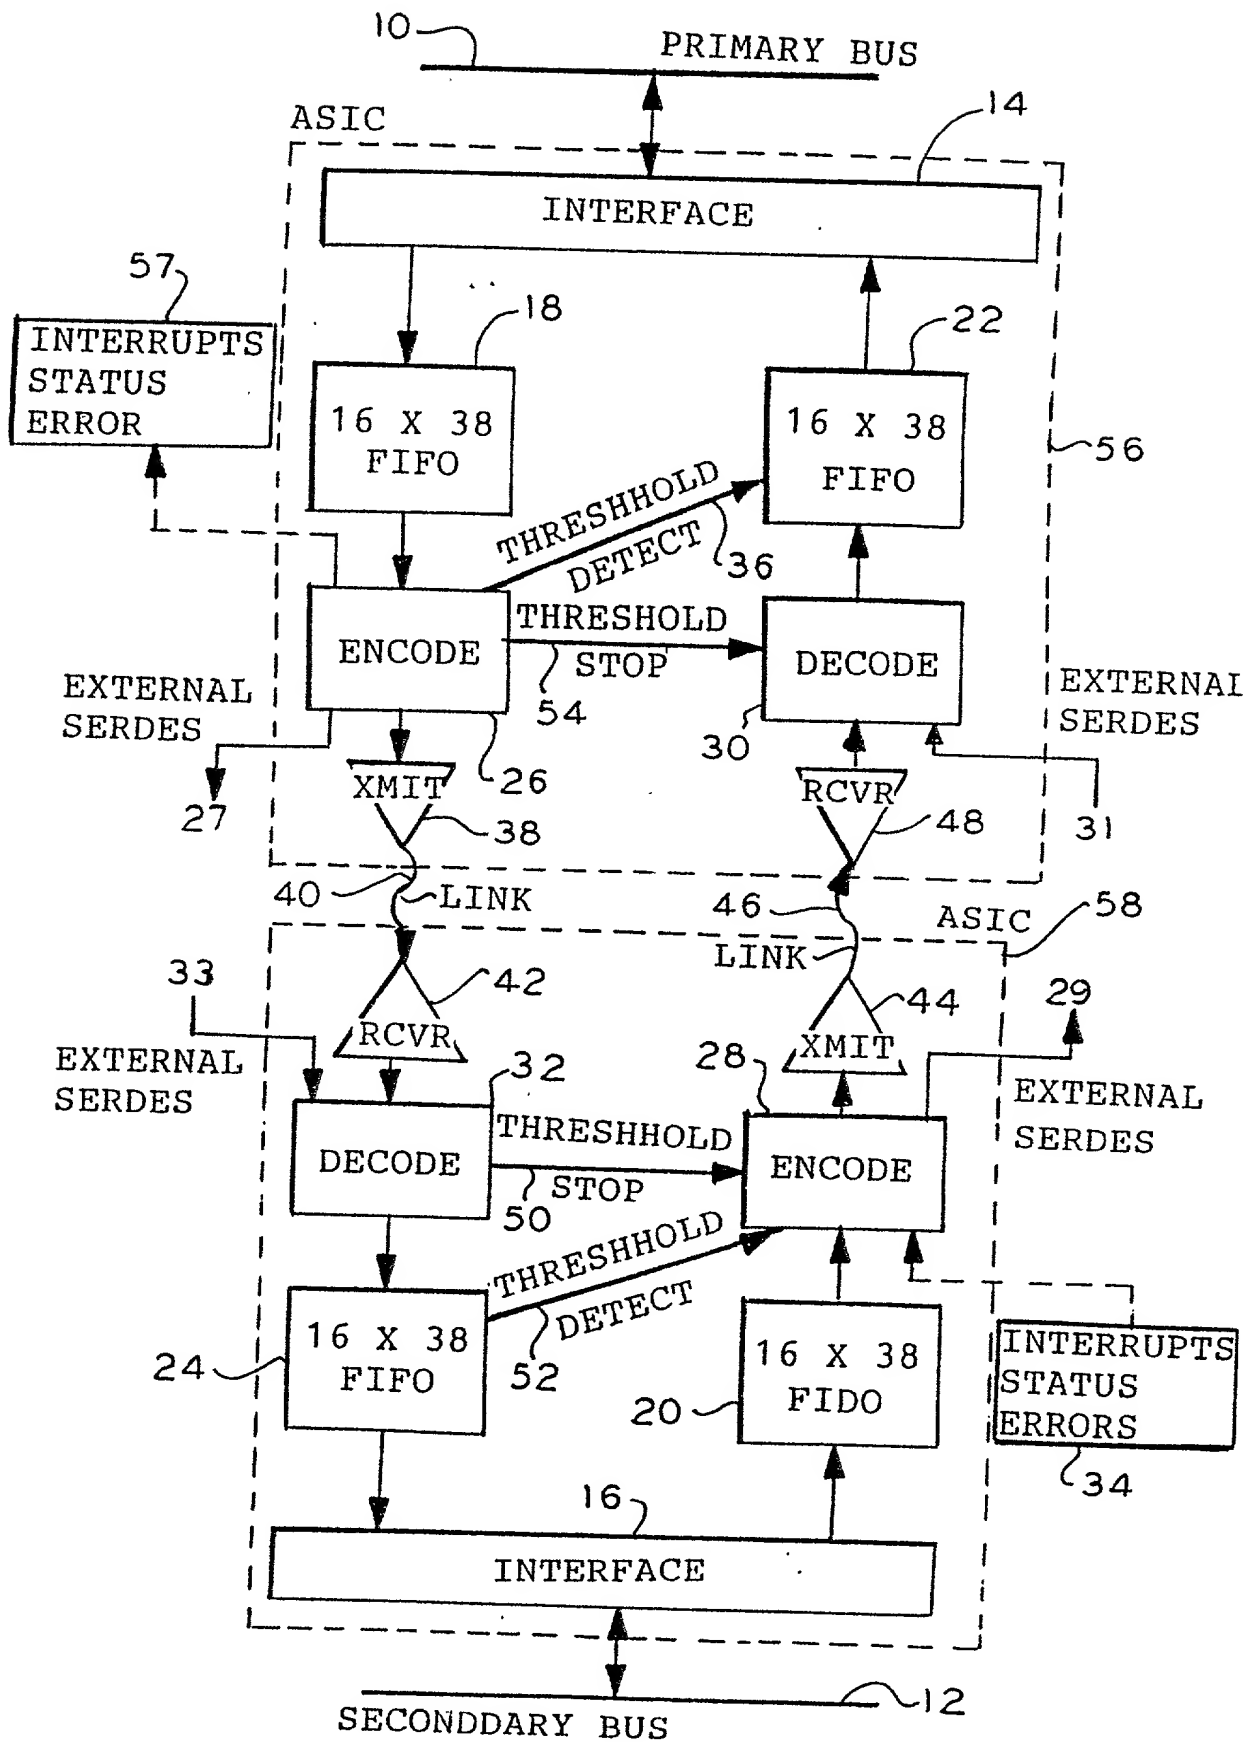 10
PRIMARY BUS
ASIC
14
INTERFACE
57
INTERRUPTS
STATUS
ERROR
18
22
16 X 38
FIFO
16 X 38
FIFO
56
THRESHHOLD
DETECT
36
THRESHOLD
STOP
54
ENCODE
DECODE
EXTERNAL
SERDES
EXTERNAL
SERDES
30
26
27
XMIT
38
RCVR
48
31
40
LINK
46
LINK
ASIC
58
33
42
44
29
RCVR
XMIT
EXTERNAL
SERDES
32
28
EXTERNAL
SERDES
THRESHHOLD
STOP
50
DECODE
ENCODE
THRESHHOLD
DETECT
52
24
16 X 38
FIFO
20
16 X 38
FIDO
INTERRUPTS
STATUS
ERRORS
34
16
INTERFACE
12
SECONDDARY BUS